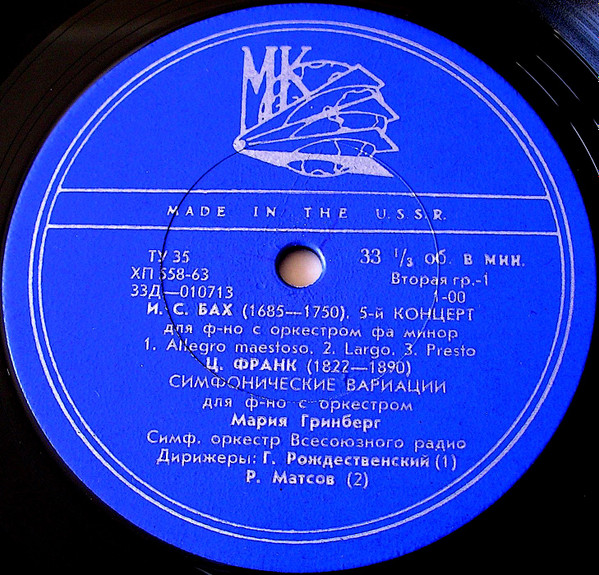 МК
MADE IN THE U.S.S.R.
ТУ 35
ХП 558-63
33Д—010713
33 ⅓ об. в мин.
Вторая гр.-1
1-00
И. С. БАХ (1685—1750). 5-й КОНЦЕРТ
для ф-но с оркестром фа минор
1. Allegro maestoso, 2. Largo, 3. Presto
Ц. ФРАНК (1822—1890)
СИМФОНИЧЕСКИЕ ВАРИАЦИИ
для ф-но с оркестром
Мария Гринберг
Симф. оркестр Всесоюзного радио
Дирижеры: Г. Рождественский (1)
Р. Матсов (2)